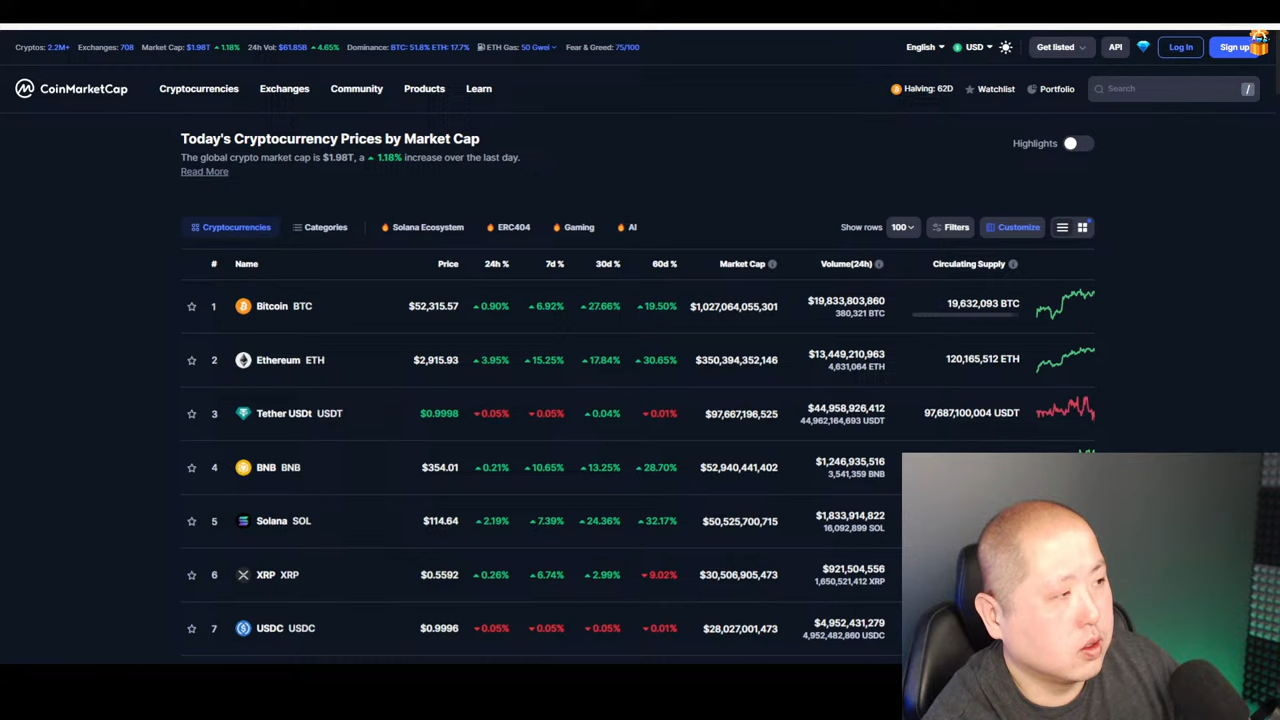 Cryptos: 2.2M+ Exchanges: 708 Market Cap: $1.98T 1.18% 24h Vol: $61.85B 4.65% Dominance: BTC: 51.8% ETH: 17.7% ETH Gas: 50 Gwei Fear & Greed: 75/100 English USD Get listed API Log In Sign up
CoinMarketCap Cryptocurrencies Exchanges Community Products Learn Halving: 62D Watchlist Portfolio Search /
Today's Cryptocurrency Prices by Market Cap
The global crypto market cap is $1.98T, a 1.18% increase over the last day. Highlights
Read More
Cryptocurrencies Categories Solana Ecosystem ERC404 Gaming AI Show rows 100 Filters Customize
# Name Price 24h % 7d % 30d % 60d % Market Cap Volume(24h) Circulating Supply
1 Bitcoin BTC $52,315.57 0.90% 6.92% 27.66% 19.50% $1,027,064,055,301 $19,833,803,860 19,632,093 BTC
380,321 BTC
2 Ethereum ETH $2,915.93 3.95% 15.25% 17.84% 30.65% $350,394,352,146 $13,449,210,963 120,165,512 ETH
4,631,064 ETH
3 Tether USDt USDT $0.9998 0.05% 0.05% 0.04% 0.01% $97,667,196,525 $44,958,926,412 97,687,100,004 USDT
44,962,164,693 USDT
4 BNB BNB $354.01 0.21% 10.65% 13.25% 28.70% $52,940,441,402 $1,246,935,516
3,541,359 BNB
5 Solana SOL $114.64 2.19% 7.39% 24.36% 32.17% $50,525,700,715 $1,833,914,822
16,092,899 SOL
6 XRP XRP $0.5592 0.26% 6.74% 2.99% 9.02% $30,506,905,473 $921,504,556
1,650,521,412 XRP
7 USDC USDC $0.9996 0.05% 0.05% 0.05% 0.01% $28,027,001,473 $4,952,431,279
4,952,482,860 USDC